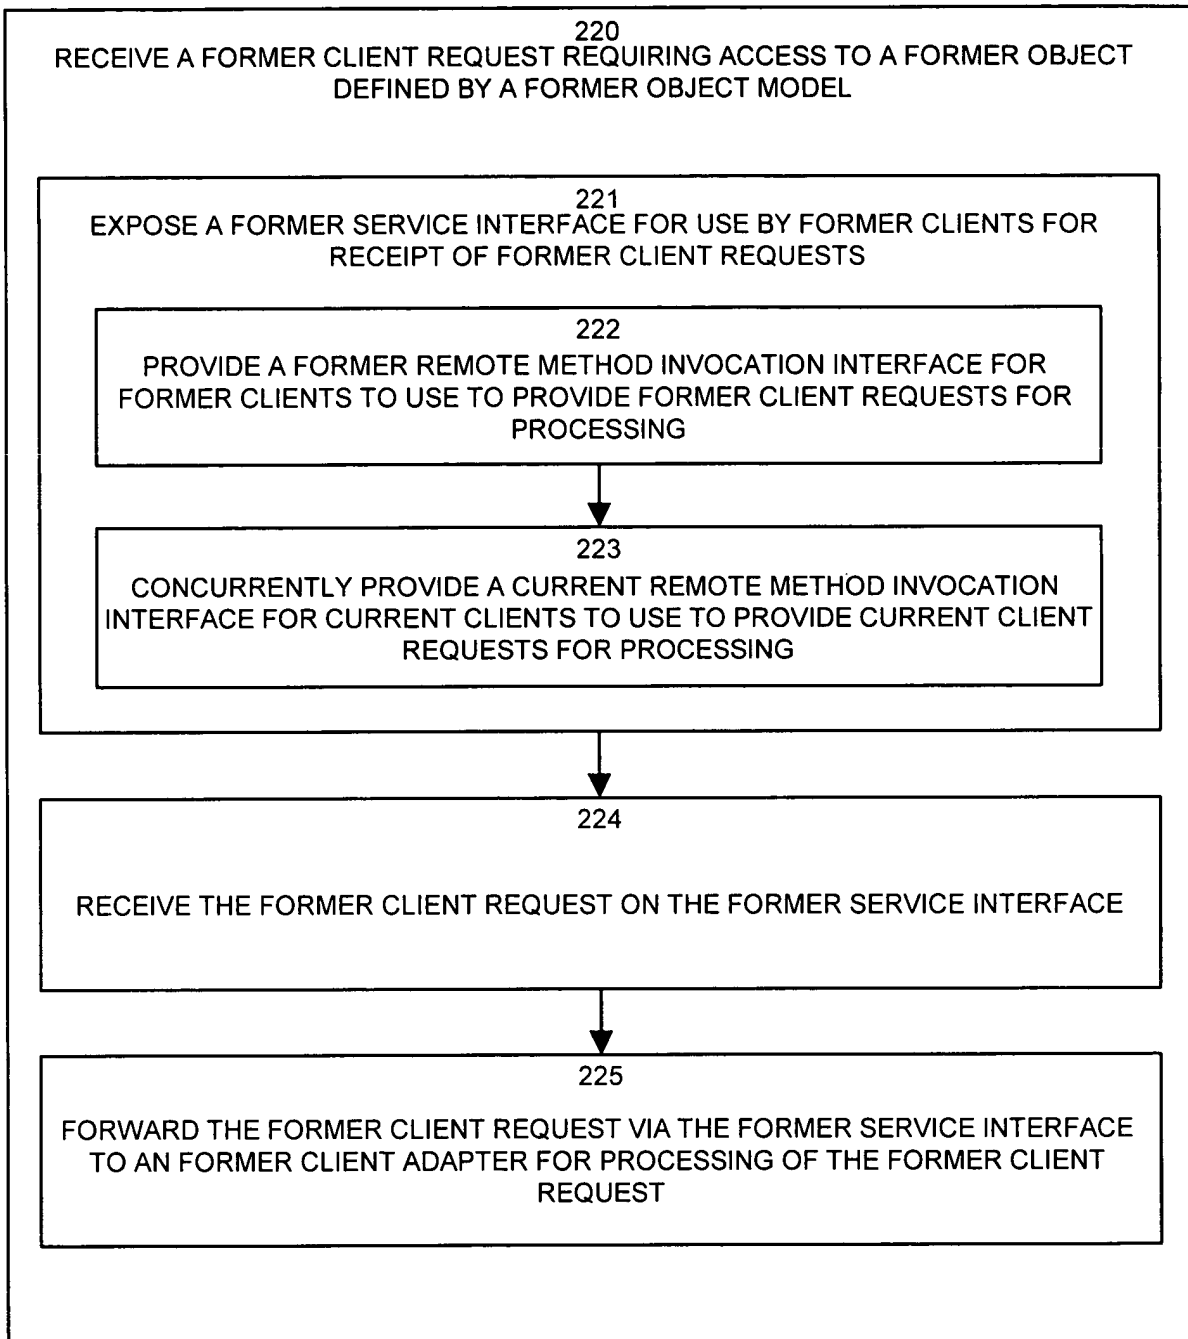 220
RECEIVE A FORMER CLIENT REQUEST REQUIRING ACCESS TO A FORMER OBJECT
DEFINED BY A FORMER OBJECT MODEL
221
EXPOSE A FORMER SERVICE INTERFACE FOR USE BY FORMER CLIENTS FOR
RECEIPT OF FORMER CLIENT REQUESTS
222
PROVIDE A FORMER REMOTE METHOD INVOCATION INTERFACE FOR
FORMER CLIENTS TO USE TO PROVIDE FORMER CLIENT REQUESTS FOR
PROCESSING
223
CONCURRENTLY PROVIDE A CURRENT REMOTE METHOD INVOCATION
INTERFACE FOR CURRENT CLIENTS TO USE TO PROVIDE CURRENT CLIENT
REQUESTS FOR PROCESSING
224
RECEIVE THE FORMER CLIENT REQUEST ON THE FORMER SERVICE INTERFACE
225
FORWARD THE FORMER CLIENT REQUEST VIA THE FORMER SERVICE INTERFACE
TO AN FORMER CLIENT ADAPTER FOR PROCESSING OF THE FORMER CLIENT
REQUEST